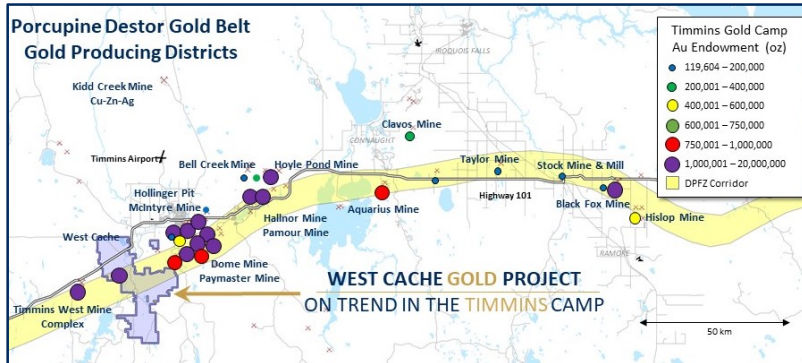 Porcupine Destor Gold Belt
Gold Producing Districts
Kidd Creek Mine
Cu-Zn-Ag
Timmins Airport
IROQUOIS FALLS
CONNAUGHT
Clavos Mine
Bell Creek Mine
Hoyle Pond Mine
Taylor Mine
Stock Mine & Mill
Hollinger Pit
McIntyre Mine
Highway 101
Hallnor Mine
Pamour Mine
Aquarius Mine
Black Fox Mine
Hislop Mine
RAMORE
West Cache
Dome Mine
Paymaster Mine
Timmins West Mine
Complex
WEST CACHE GOLD PROJECT
ON TREND IN THE TIMMINS CAMP
Timmins Gold Camp
Au Endowment (oz)
119,604 – 200,000
200,001 – 400,000
400,001 – 600,000
600,001 – 750,000
750,001 – 1,000,000
1,000,001 – 20,000,000
DPFZ Corridor
50 km